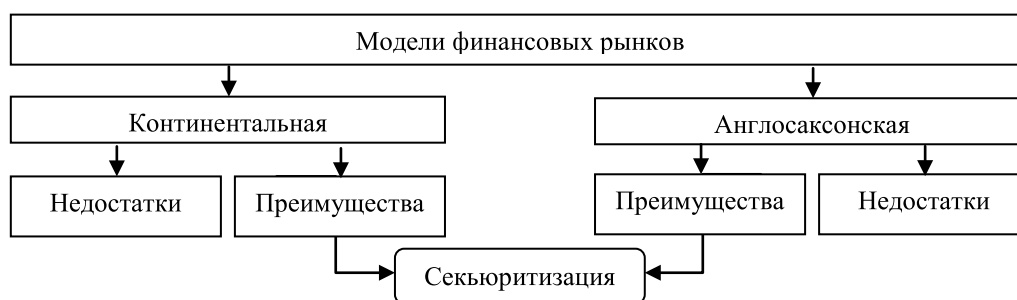 Модели финансовых рынков
Континентальная
Англосаксонская
Недостатки
Преимущества
Преимущества
Недостатки
Секьюритизация